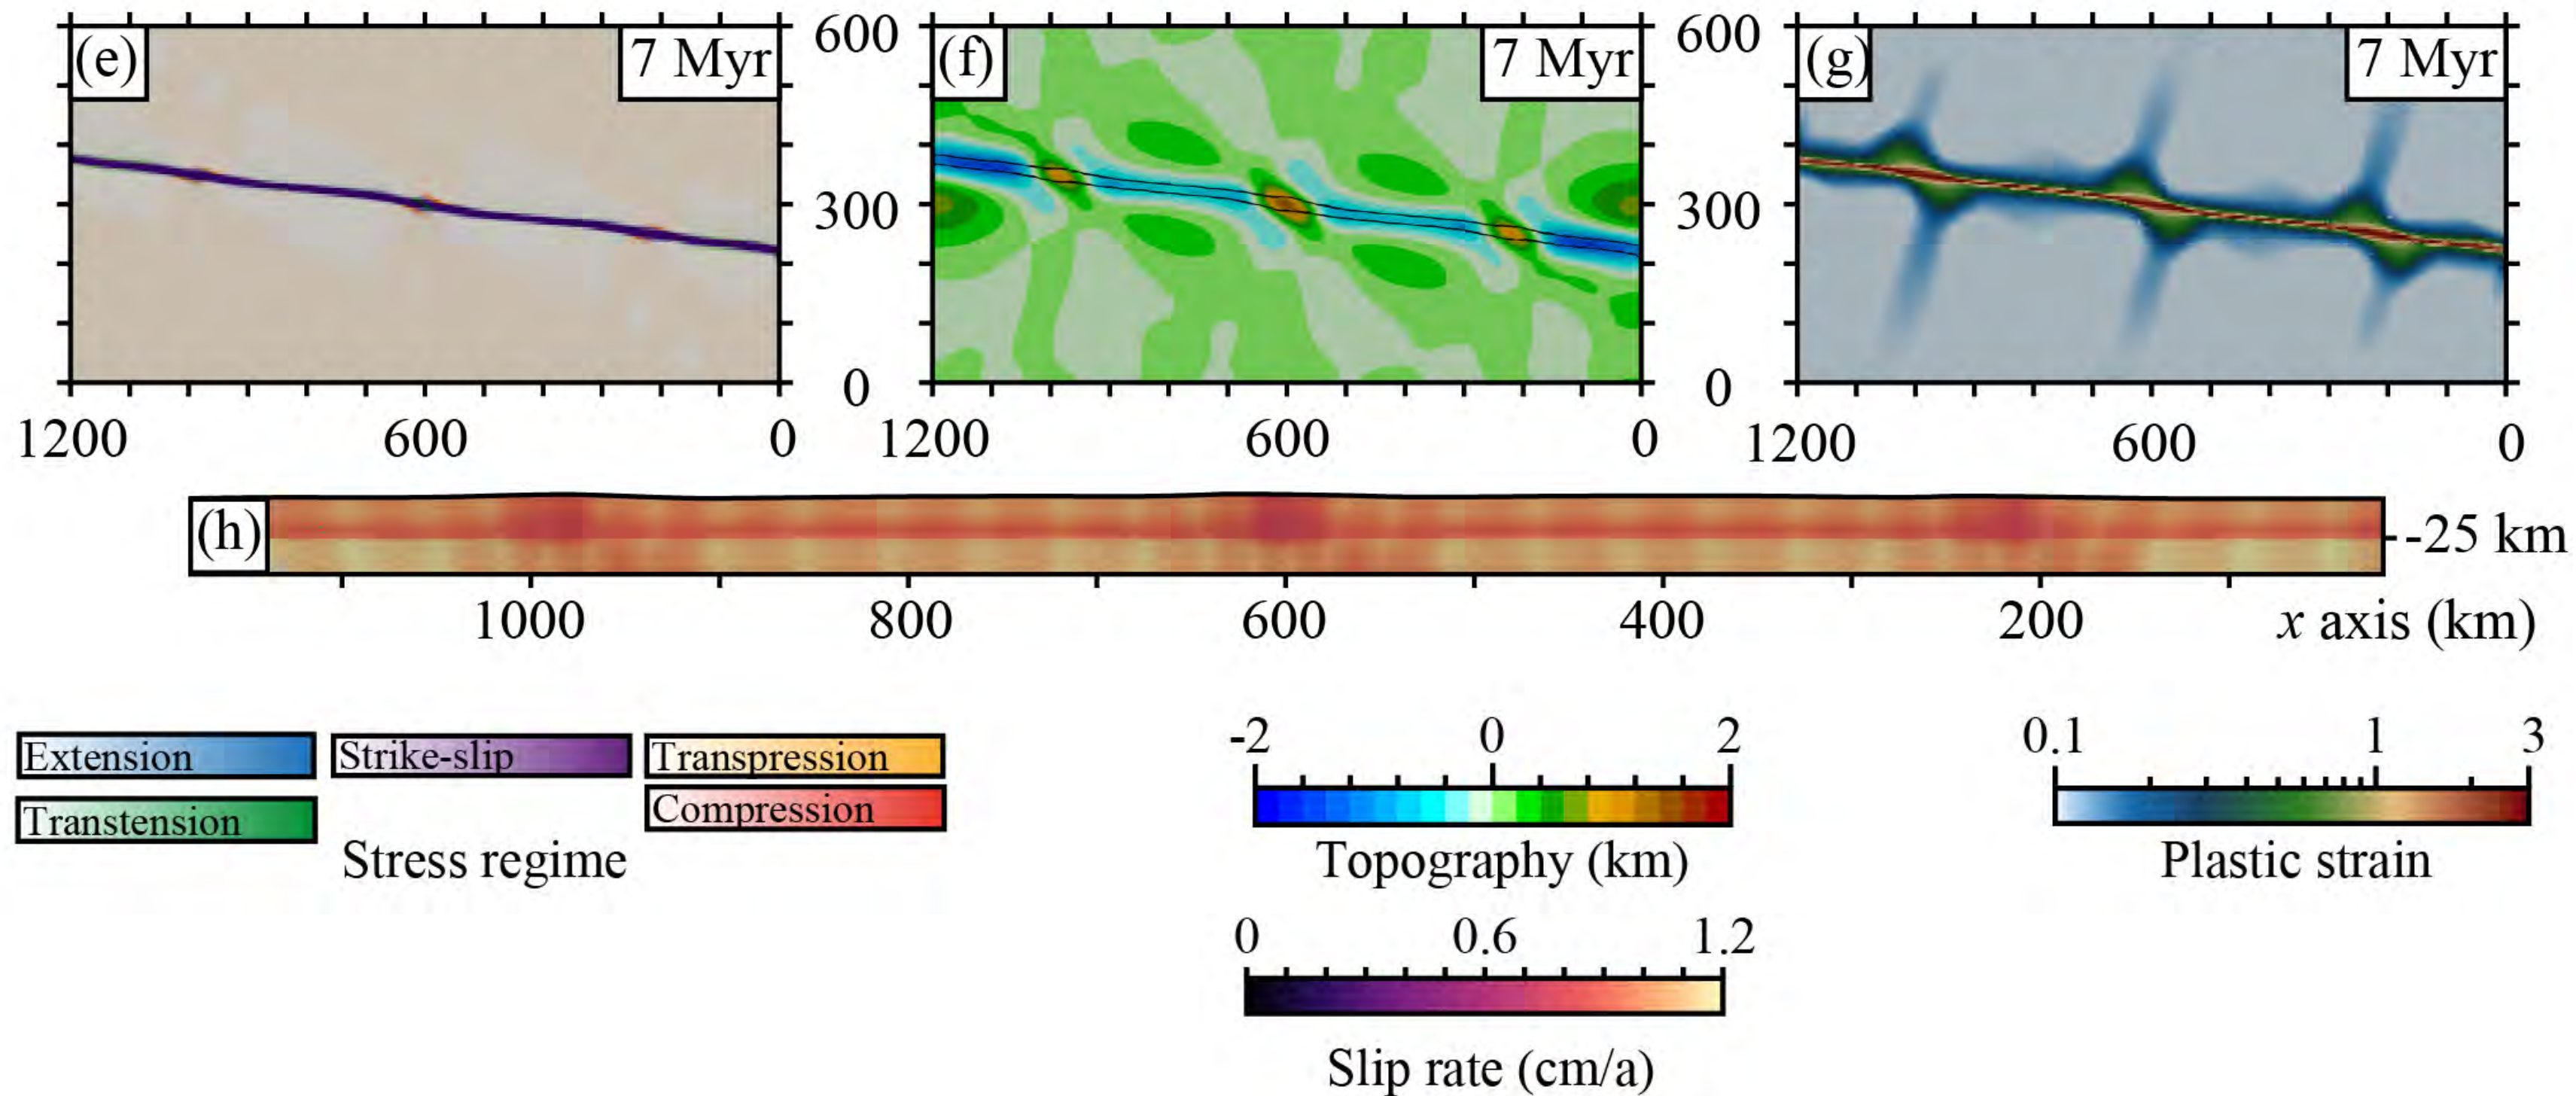 (e) 7 Myr 600 (f) 7 Myr 600 (g) 7 Myr
300 300
0 0
1200 600 0 1200 600 0 1200 600 0
(h) -25 km
1000 800 600 400 200 x axis (km)
Extension Strike-slip Transpression
Transtension Compression
Stress regime
-2 0 2
Topography (km)
0.1 1 3
Plastic strain
0 0.6 1.2
Slip rate (cm/a)